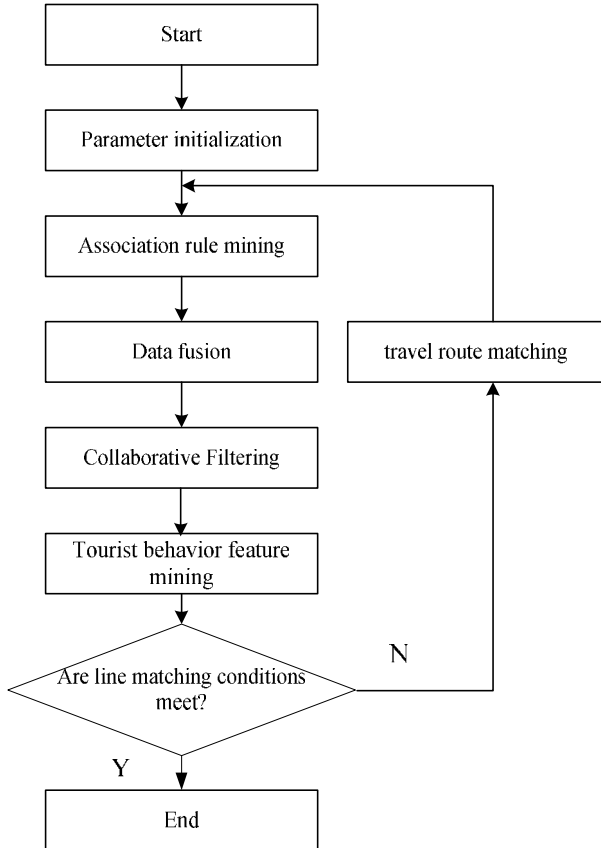 Start
Parameter initialization
Association rule mining
Data fusion
travel route matching
Collaborative Filtering
Tourist behavior feature
mining
Are line matching conditions
meet?
N
Y
End